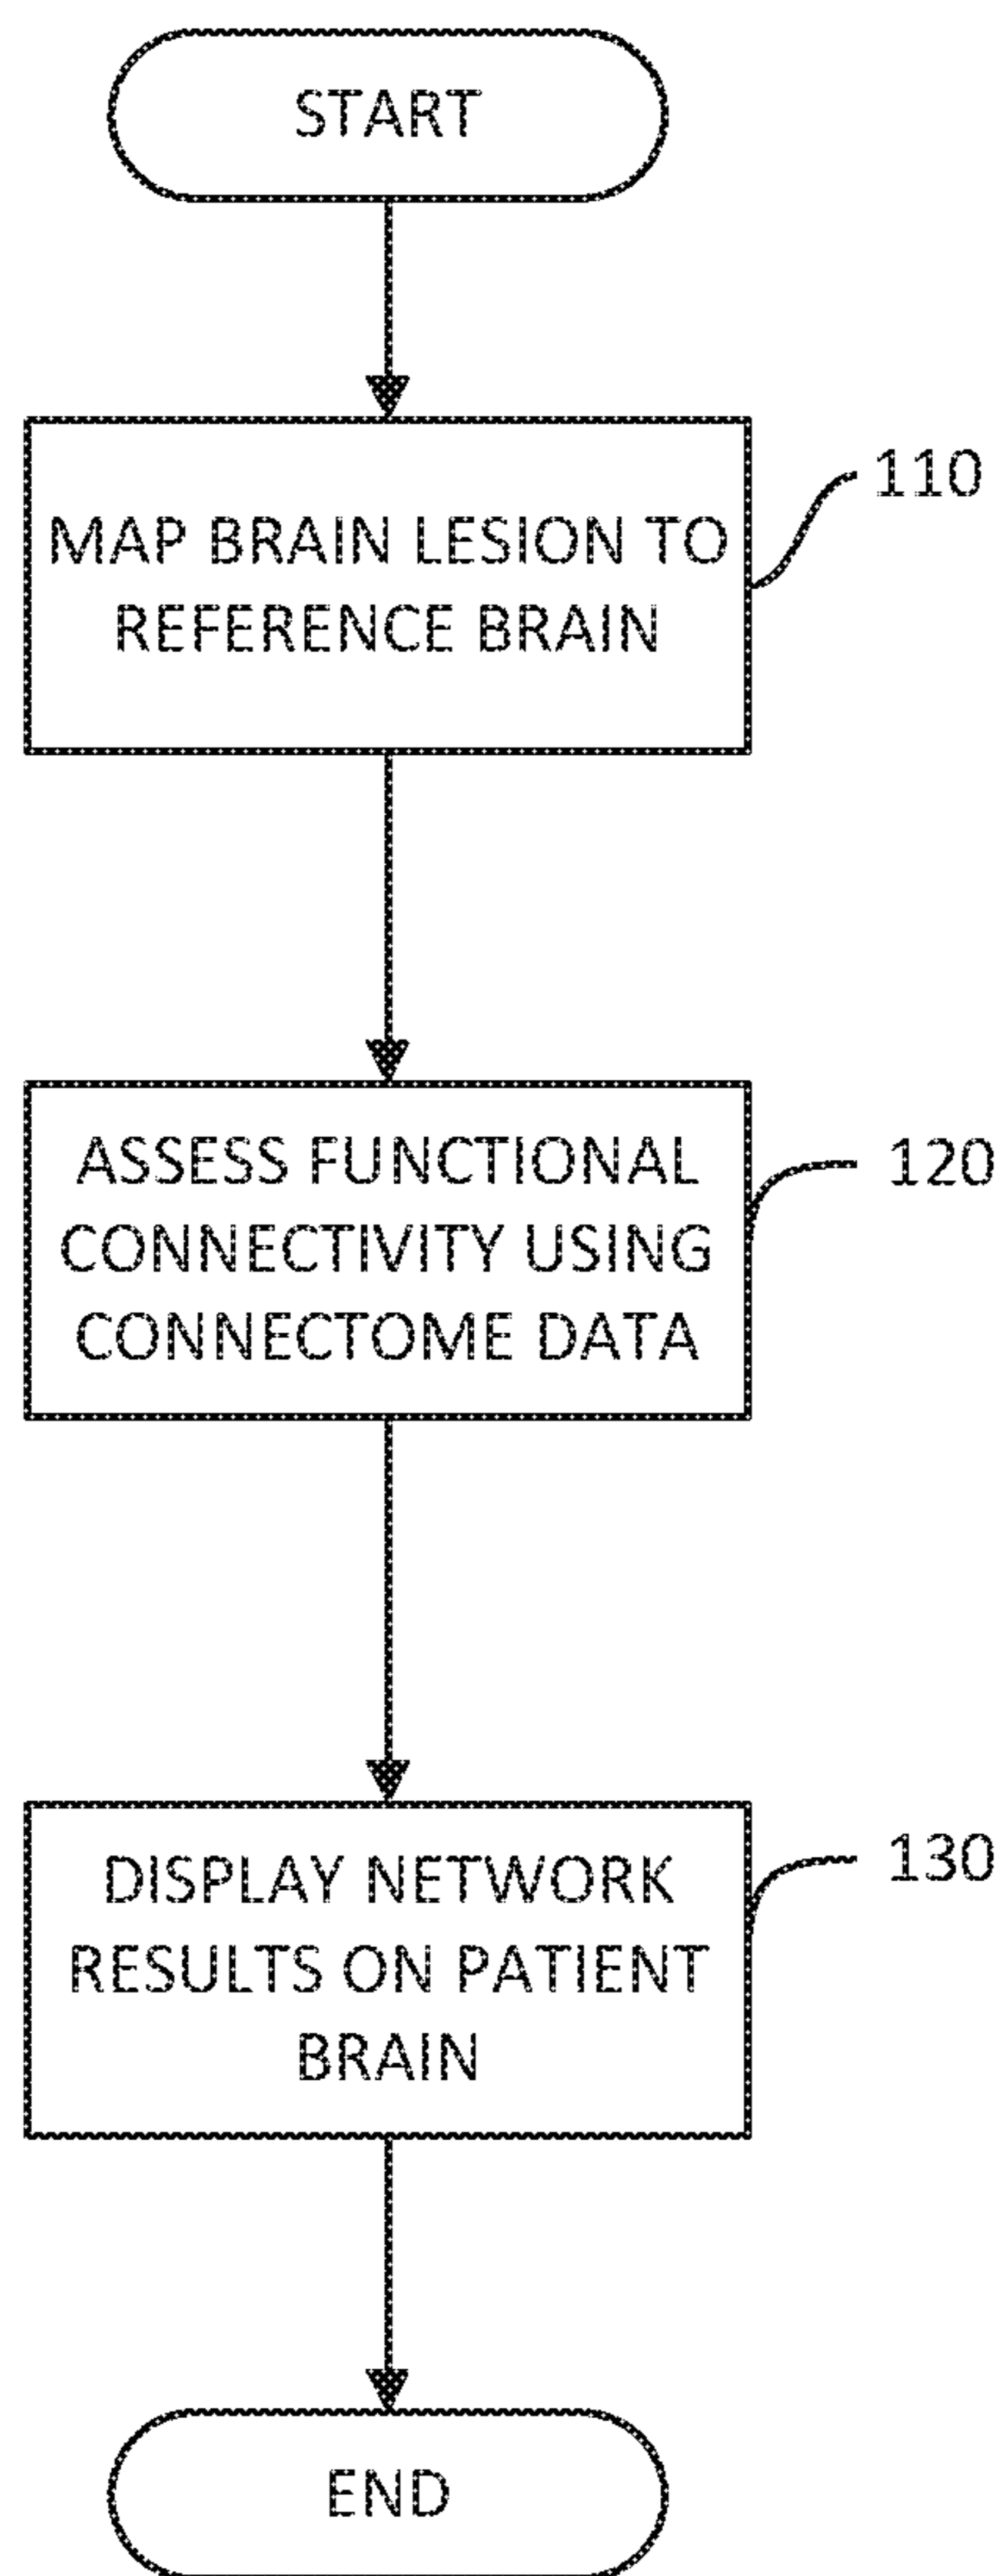 START
MAP BRAIN LESION TO
REFERENCE BRAIN
110
ASSESS FUNCTIONAL
CONNECTIVITY USING
CONNECTOME DATA
120
DISPLAY NETWORK
RESULTS ON PATIENT
BRAIN
130
END